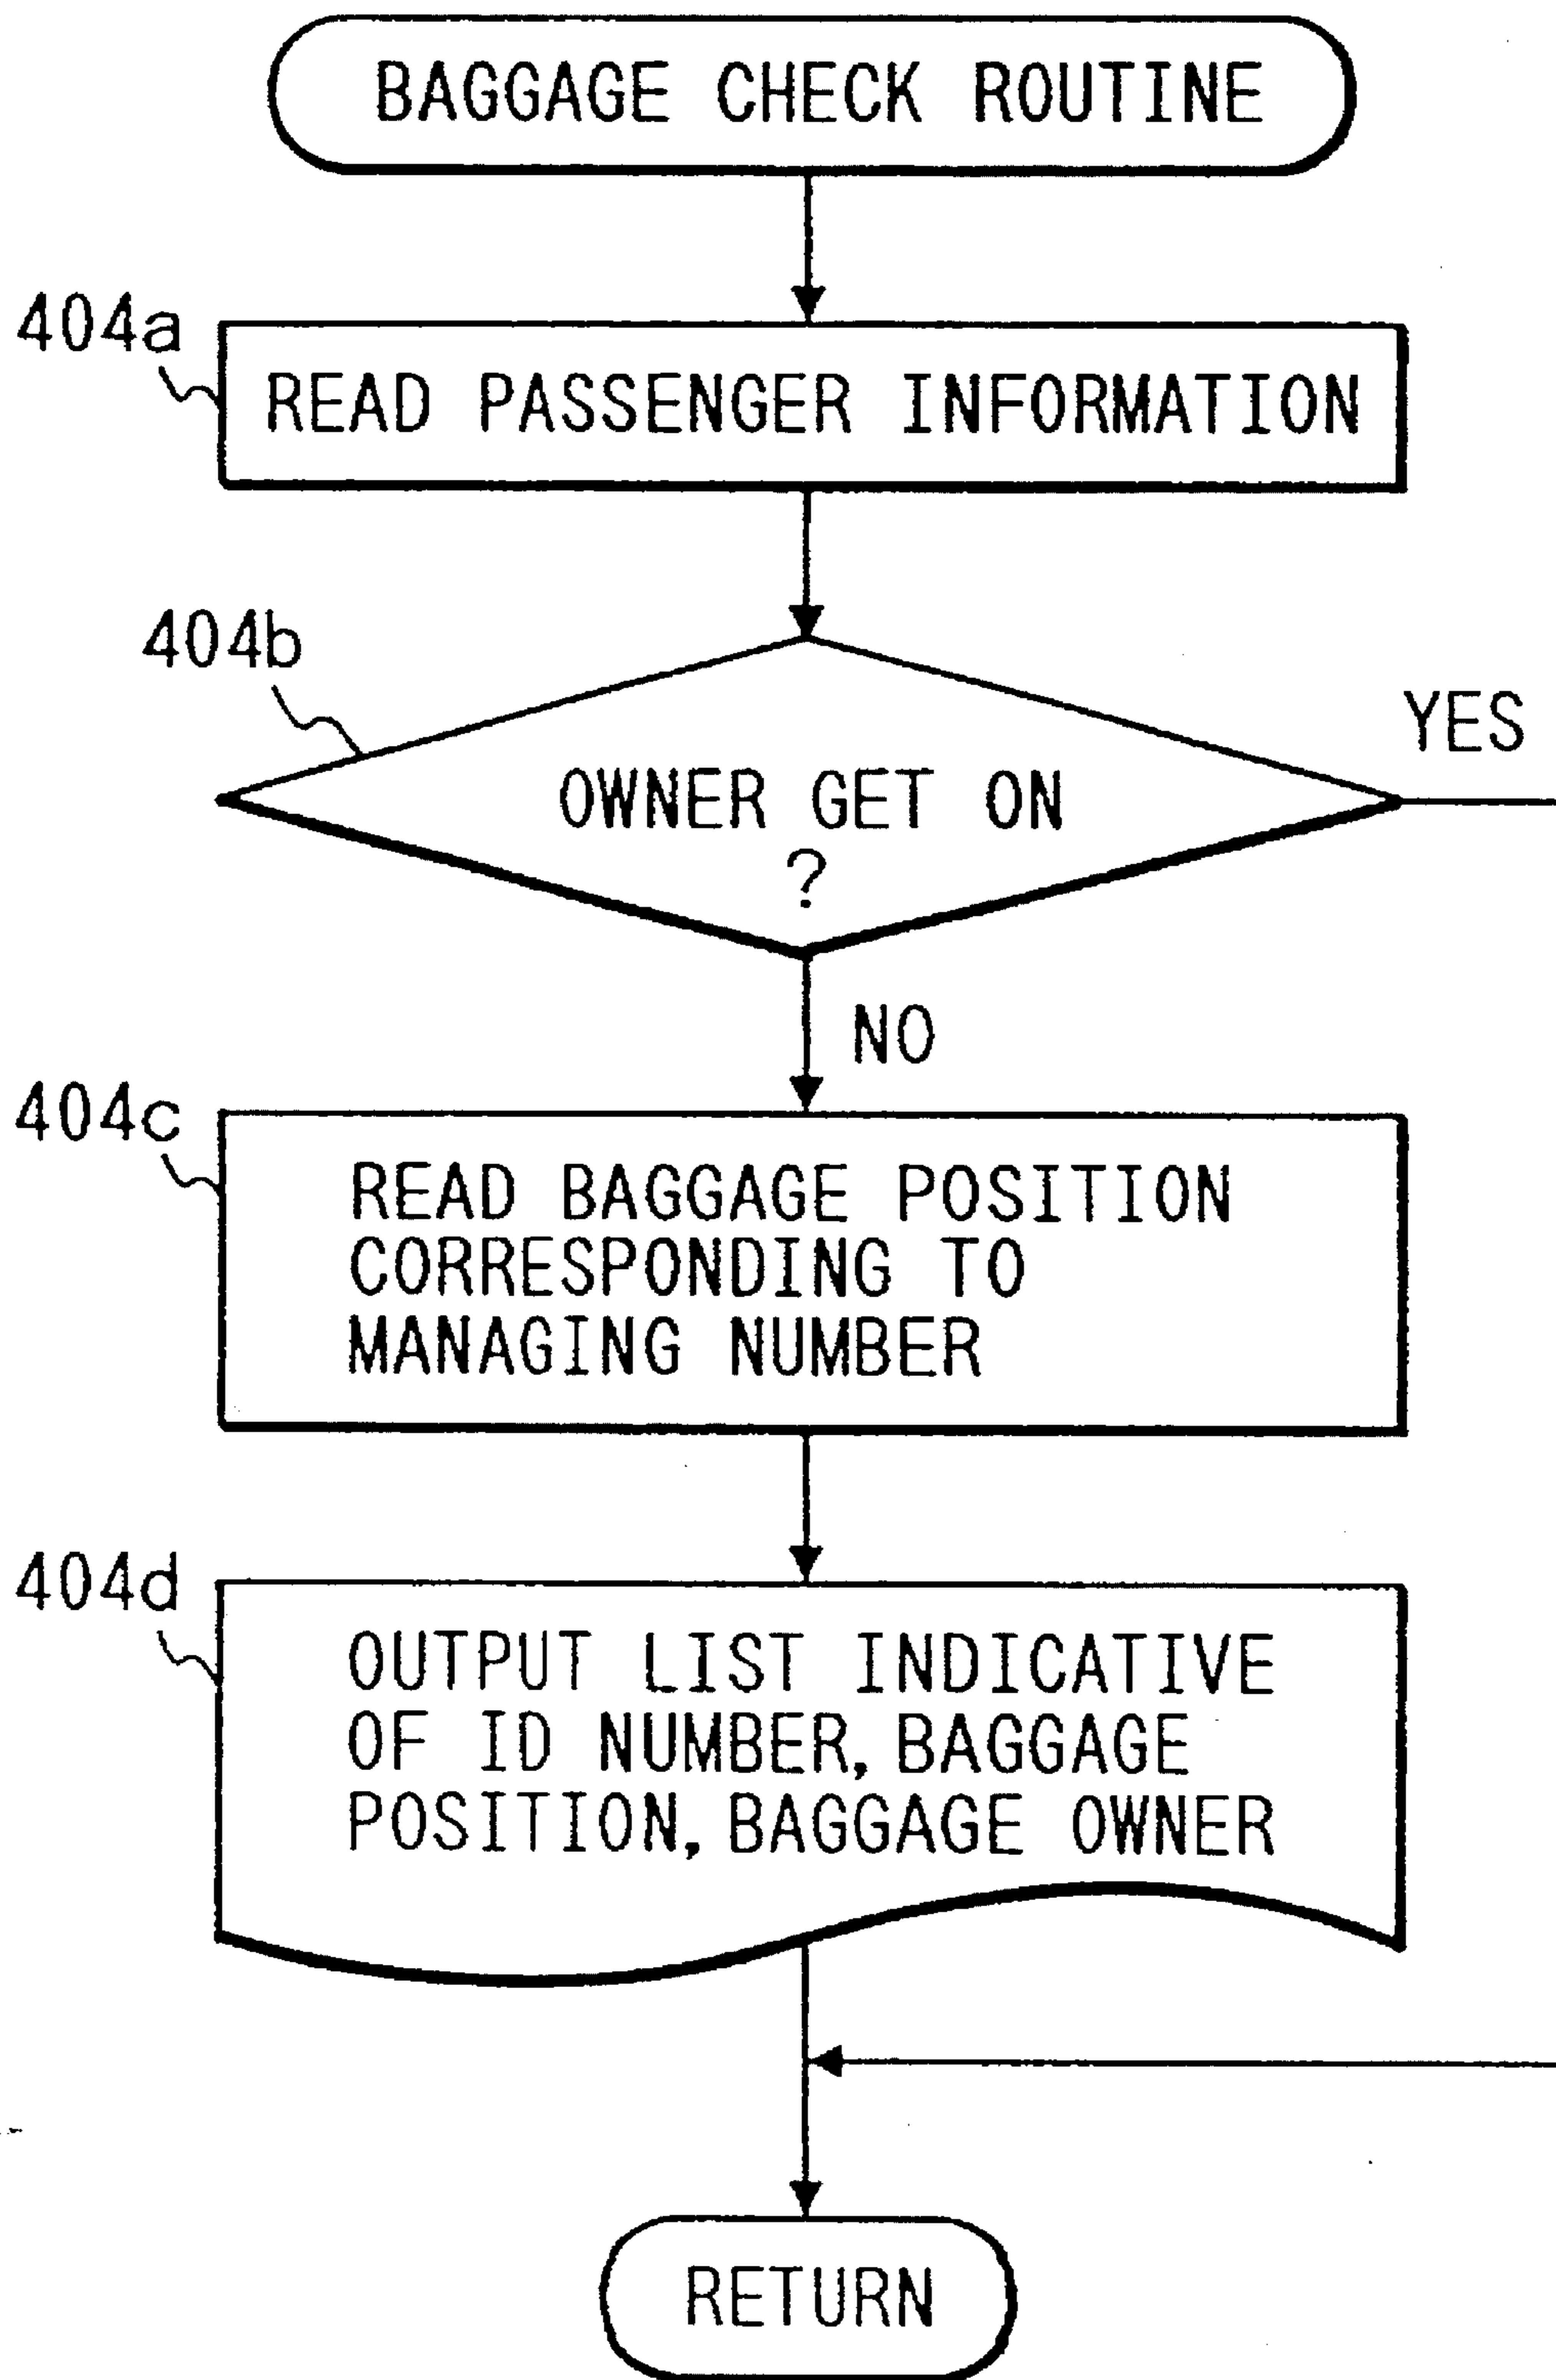 BAGGAGE CHECK ROUTINE
404a
READ PASSENGER INFORMATION
404b
YES
OWNER GET ON
?
NO
404c
READ BAGGAGE POSITION
CORRESPONDING TO
MANAGING NUMBER
404d
OUTPUT LIST INDICATIVE
OF ID NUMBER, BAGGAGE
POSITION, BAGGAGE OWNER
RETURN